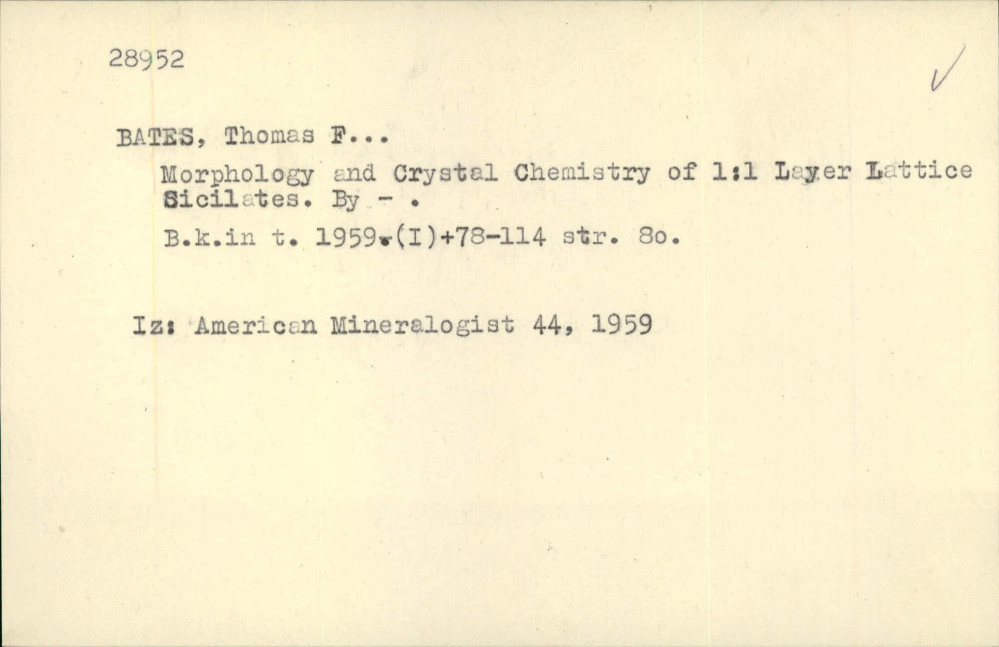 28952
BATES, Thomas F...
Morphology and Crystal Chemistry of 1:1 Layer Lattice
Sicilates. By - .
B.k.in t. 1959.(I)+78-114 str. 8o.
Iz: American Mineralogist 44, 1959